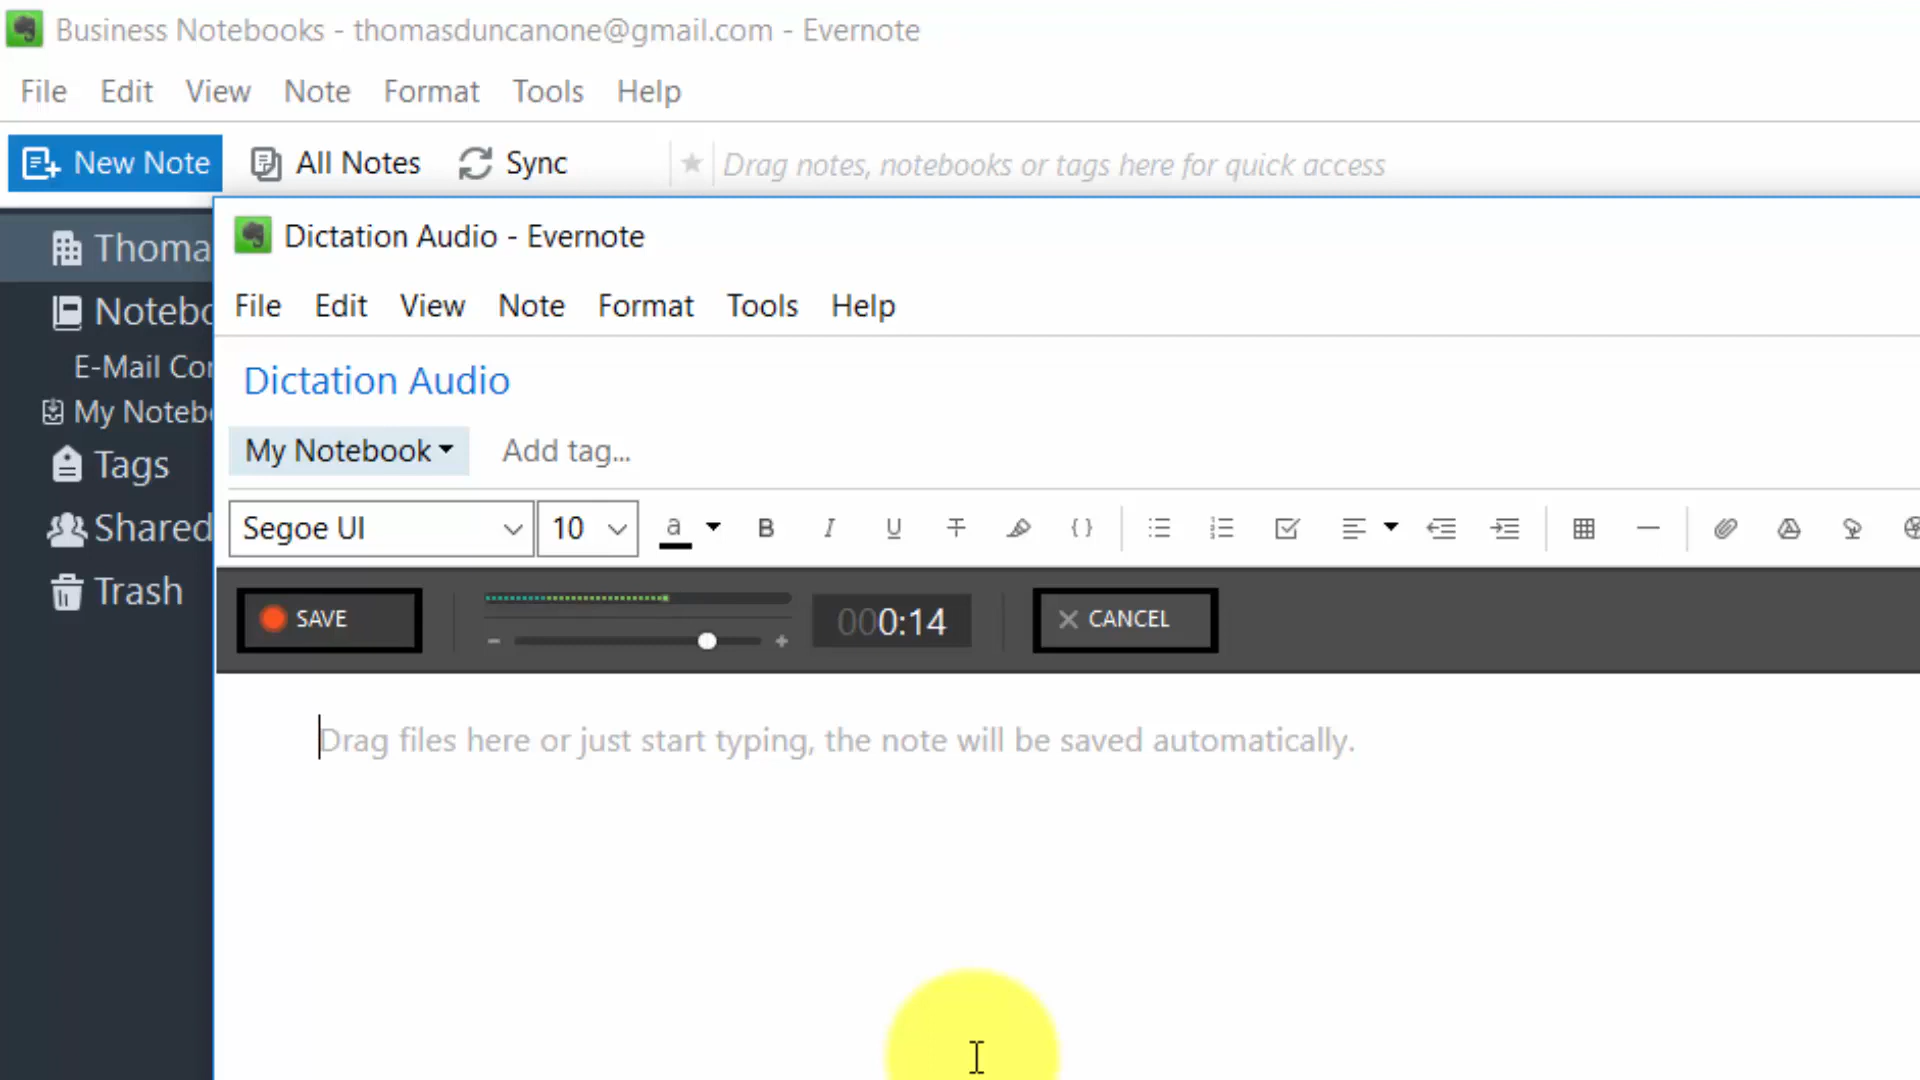 Business Notebooks - thomasduncanone@gmail.com - Evernote
File Edit View Note Format Tools Help
New Note All Notes Sync Drag notes, notebooks or tags here for quick access
Thoma
Dictation Audio - Evernote
Notebo
File Edit View Note Format Tools Help
E-Mail Cor
Dictation Audio
My Notebo
My Notebook Add tag...
Tags
Segoe UI 10 a B I U T { }
Shared
Trash
SAVE 000:14 CANCEL
Drag files here or just start typing, the note will be saved automatically.